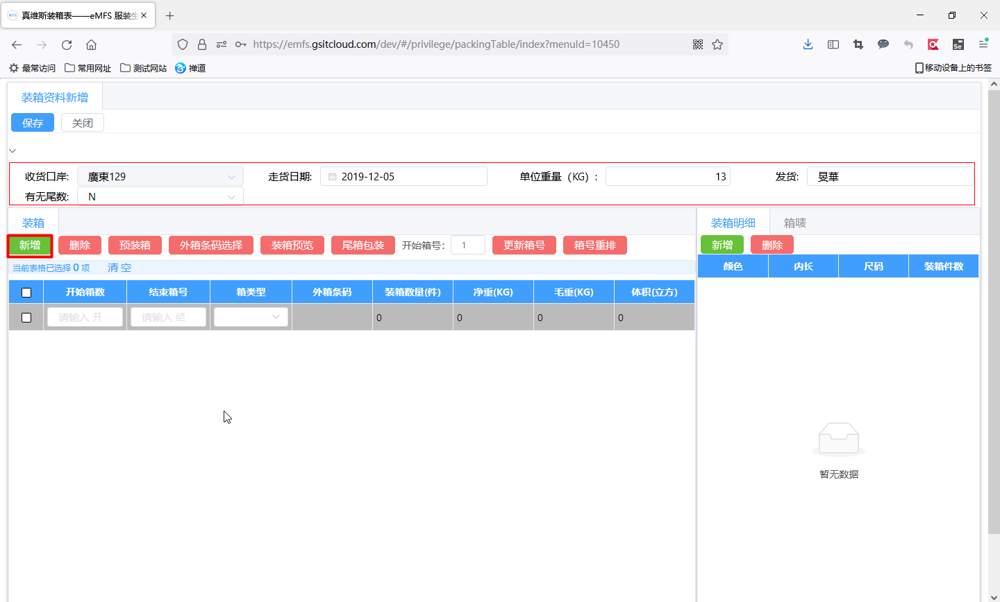 真维斯装箱表——eMFS 服装生
https://emfs.gsitcloud.com/dev/#/privilege/packingTable/index?menuId=10450
最常访问 常用网址 测试网站 禅道 移动设备上的书签
装箱资料新增
保存 关闭
收货口岸: 廣東129 走货日期: 2019-12-05 单位重量（KG）: 13 发货: 旻華
有无尾数: N
装箱 装箱明细 箱唛
新增 删除 预装箱 外箱条码选择 装箱预览 尾箱包装 开始箱号: 1 更新箱号 箱号重排 新增 删除
当前表格已选择 0 项 清 空
颜色 内长 尺码 装箱件数
开始箱数 结束箱号 箱类型 外箱条码 装箱数量(件) 净重(KG) 毛重(KG) 体积(立方)
请输入 开 请输入 结 0 0 0 0
暂无数据